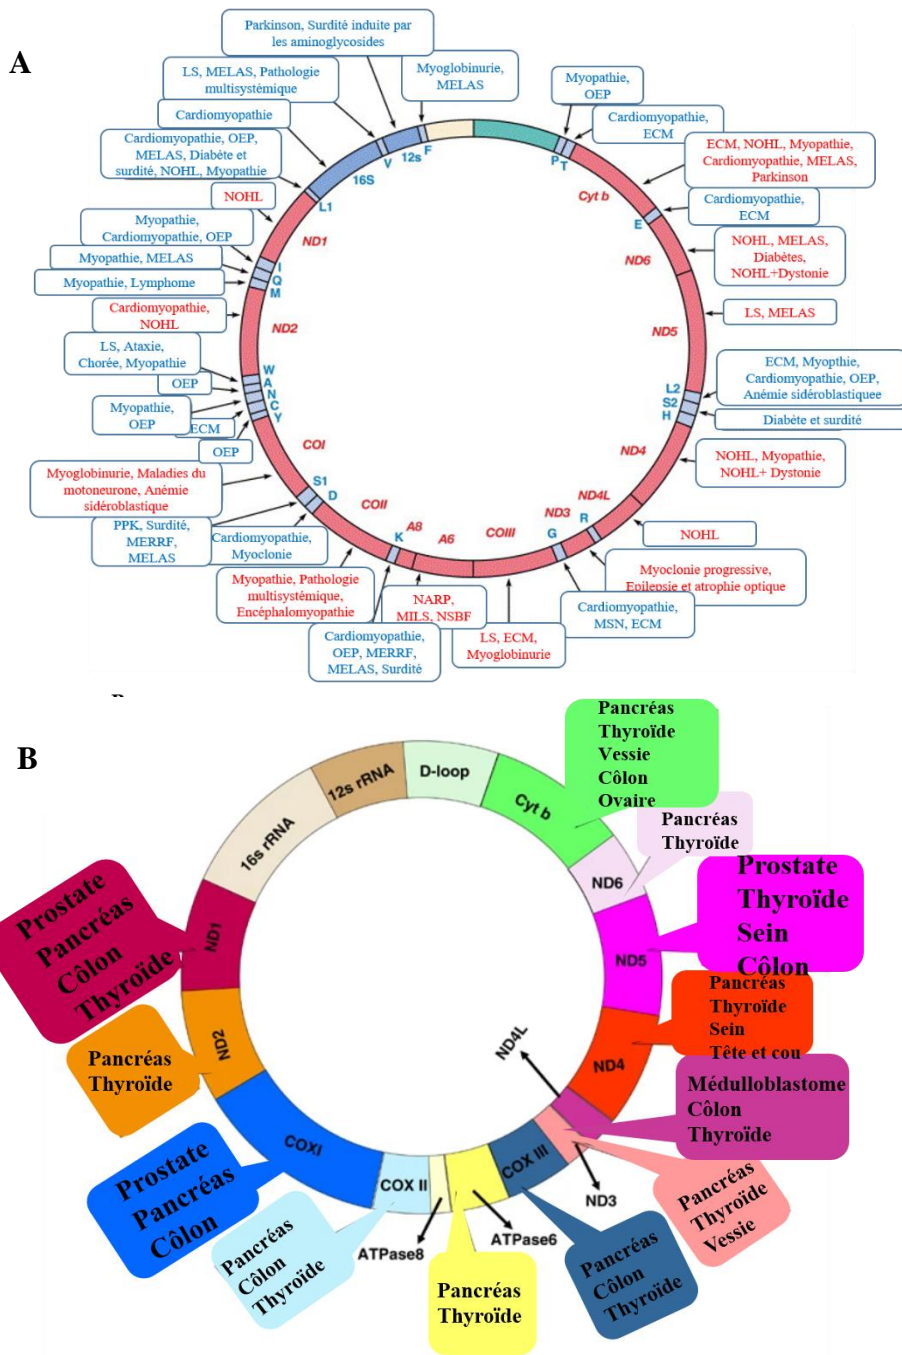 A
Parkinson, Surdité induite par
les aminoglycosides
LS, MELAS, Pathologie
multisystémique
Myoglobinurie,
MELAS
Myopathie,
OEP
Cardiomyopathie
Cardiomyopathie,
ECM
Cardiomyopathie, OEP,
MELAS, Diabéte et
surdité, NOHL, Myopathie
ECM, NOHL, Myopathie,
Cardiomyopathie, MELAS,
Parkinson
NOHL
Cardiomyopathie,
ECM
Myopathie,
Cardiomyopathie, OEP
NOHL, MELAS,
Diabètes,
NOHL+Dystonie
Myopathie, MELAS
Myopathie, Lymphome
Cardiomyopathie,
NOHL
LS, MELAS
LS, Ataxie,
Chorée, Myopathie
OEP
ECM, Myopthie,
Cardiomyopathie, OEP,
Anémie sidéroblastiquee
Myopathie,
OEP
ECM
Diabéte et surdité
OEP
NOHL, Myopathie,
NOHL+ Dystonie
Myoglobinurie, Maladies du
motoneurone, Anémie
sidéroblastique
PPK, Surdité,
MERRF,
MELAS
Cardiomyopathie,
Myoclonie
NOHL
Myopathie, Pathologie
multisystémique,
Encéphalomyopathie
NARP,
MILS, NSBF
Myoclonie progressive,
Epilepsie et atrophie optique
Cardiomyopathie,
MSN, ECM
Cardiomyopathie,
OEP, MERRF,
MELAS, Surdité
LS, ECM,
Myoglobinurie
F
12s
V
16S
L1
ND1
I
Q
M
ND2
W
A
N
C
Y
COI
S1
D
COII
K
A8
A6
COIII
G
ND3
R
ND4L
ND4
H
S2
L2
ND5
ND6
E
Cyt b
T
P
B
D-loop
Cyt b
ND6
ND5
ND4
ND4L
ND3
COX III
ATPase6
ATPase8
COX II
COXI
ND2
ND1
16s rRNA
12s rRNA
Pancréas
Thyroïde
Vessie
Côlon
Ovaire
Pancréas
Thyroïde
Prostate
Thyroïde
Sein
Côlon
Pancréas
Thyroïde
Sein
Tête et cou
Médulloblastome
Côlon
Thyroïde
Pancréas
Thyroïde
Vessie
Pancréas
Côlon
Thyroïde
Pancréas
Thyroïde
Pancréas
Côlon
Thyroïde
Prostate
Pancréas
Côlon
Pancréas
Thyroïde
Prostate
Pancréas
Côlon
Thyroïde